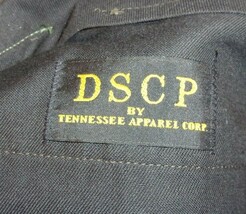 DSCP
BY
TENNESSEE APPAREL CORP.